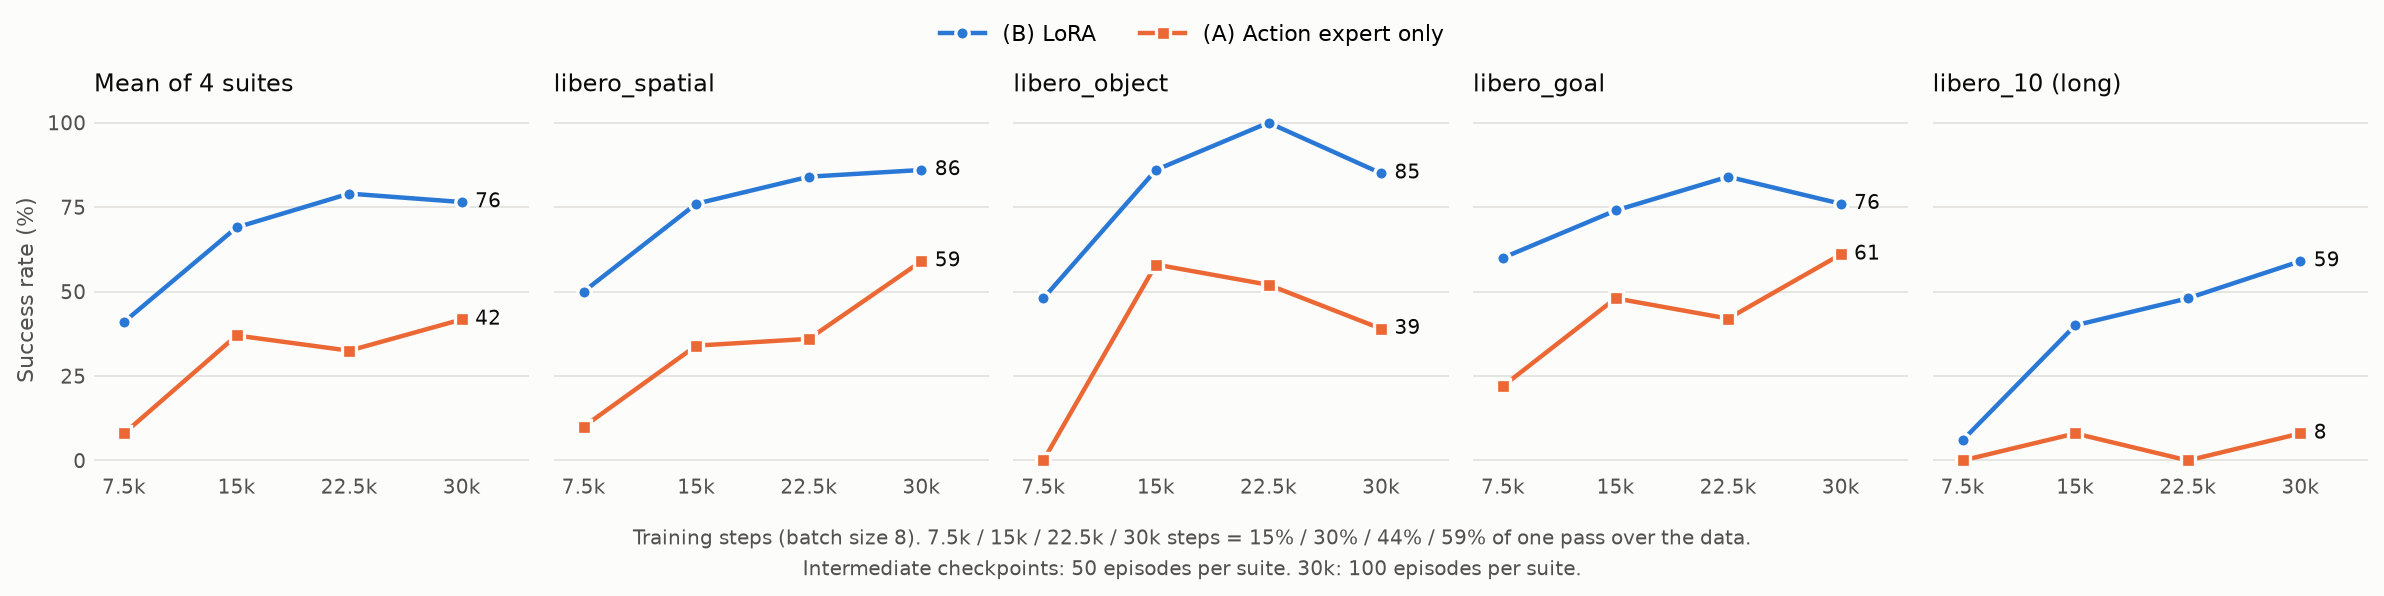 (B) LoRA (A) Action expert only
Mean of 4 suites
libero_spatial
libero_object
libero_goal
libero_10 (long)
Success rate (%)
100
75
50
25
0
76
42
7.5k 15k 22.5k 30k
86
59
7.5k 15k 22.5k 30k
85
39
7.5k 15k 22.5k 30k
76
61
7.5k 15k 22.5k 30k
59
8
7.5k 15k 22.5k 30k
Training steps (batch size 8). 7.5k / 15k / 22.5k / 30k steps = 15% / 30% / 44% / 59% of one pass over the data.
Intermediate checkpoints: 50 episodes per suite. 30k: 100 episodes per suite.